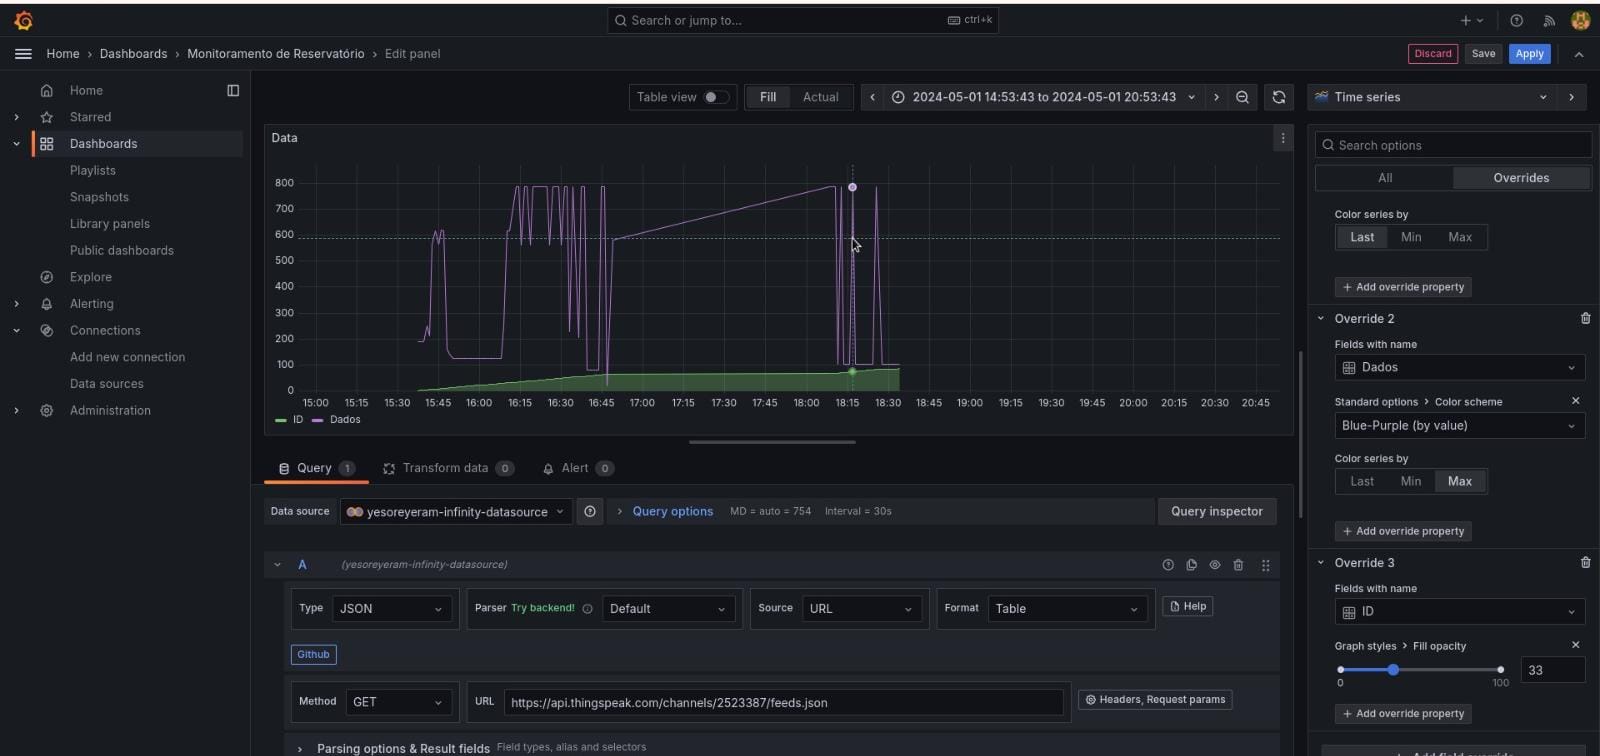 Search or jump to... ctrl+k
Home › Dashboards › Monitoramento de Reservatório › Edit panel
Discard Save Apply
Home
Starred
Dashboards
Playlists
Snapshots
Library panels
Public dashboards
Explore
Alerting
Connections
Add new connection
Data sources
Administration
Table view Fill Actual 2024-05-01 14:53:43 to 2024-05-01 20:53:43
Data
800
700
600
500
400
300
200
100
0
15:00 15:15 15:30 15:45 16:00 16:15 16:30 16:45 17:00 17:15 17:30 17:45 18:00 18:15 18:30 18:45 19:00 19:15 19:30 19:45 20:00 20:15 20:30 20:45
ID Dados
Query 1 Transform data 0 Alert 0
Data source yesoreyeram-infinity-datasource Query options MD = auto = 754 Interval = 30s Query inspector
A (yesoreyeram-infinity-datasource)
Type JSON Parser Try backend! Default Source URL Format Table Help
Github
Method GET URL https://api.thingspeak.com/channels/2523387/feeds.json Headers, Request params
Parsing options & Result fields Field types, alias and selectors
Time series
Search options
All Overrides
Color series by
Last Min Max
+ Add override property
Override 2
Fields with name
Dados
Standard options > Color scheme
Blue-Purple (by value)
Color series by
Last Min Max
+ Add override property
Override 3
Fields with name
ID
Graph styles > Fill opacity
33
0 100
+ Add override property
+ Add field override